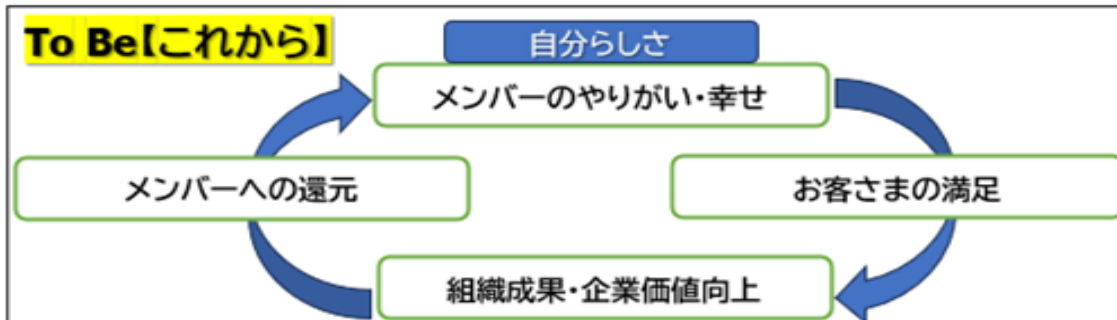 To Be【これから】
自分らしさ
メンバーのやりがい・幸せ
メンバーへの還元
お客さまの満足
組織成果・企業価値向上